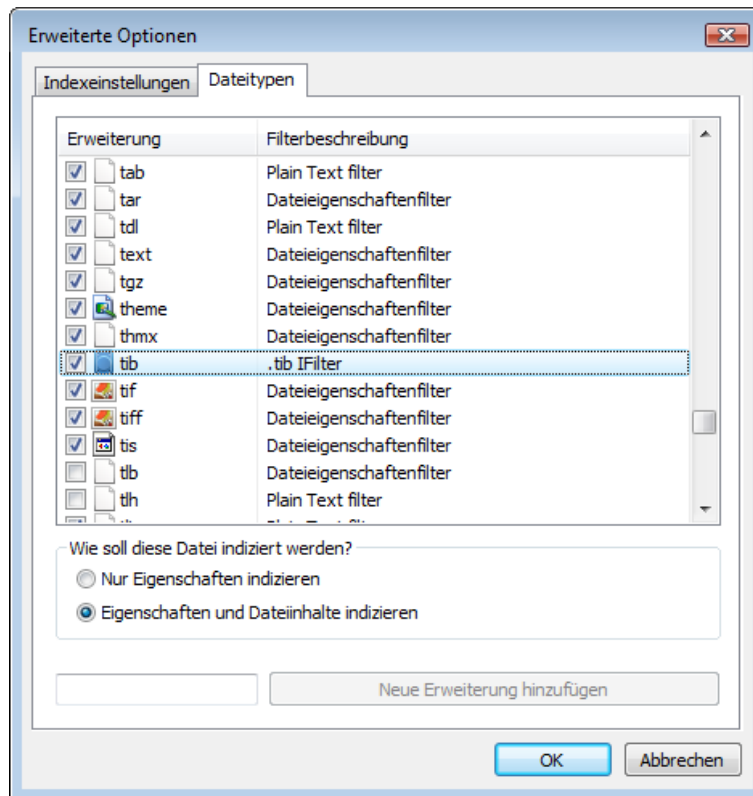 Erweiterte Optionen
Indexeinstellungen Dateitypen
Erweiterung Filterbeschreibung
tab Plain Text filter
tar Dateieigenschaftenfilter
tdl Plain Text filter
text Dateieigenschaftenfilter
tgz Dateieigenschaftenfilter
theme Dateieigenschaftenfilter
thmx Dateieigenschaftenfilter
tib .tib IFilter
tif Dateieigenschaftenfilter
tiff Dateieigenschaftenfilter
tis Dateieigenschaftenfilter
tlb Dateieigenschaftenfilter
tlh Plain Text filter
Wie soll diese Datei indiziert werden?
Nur Eigenschaften indizieren
Eigenschaften und Dateiinhalte indizieren
Neue Erweiterung hinzufügen
OK Abbrechen